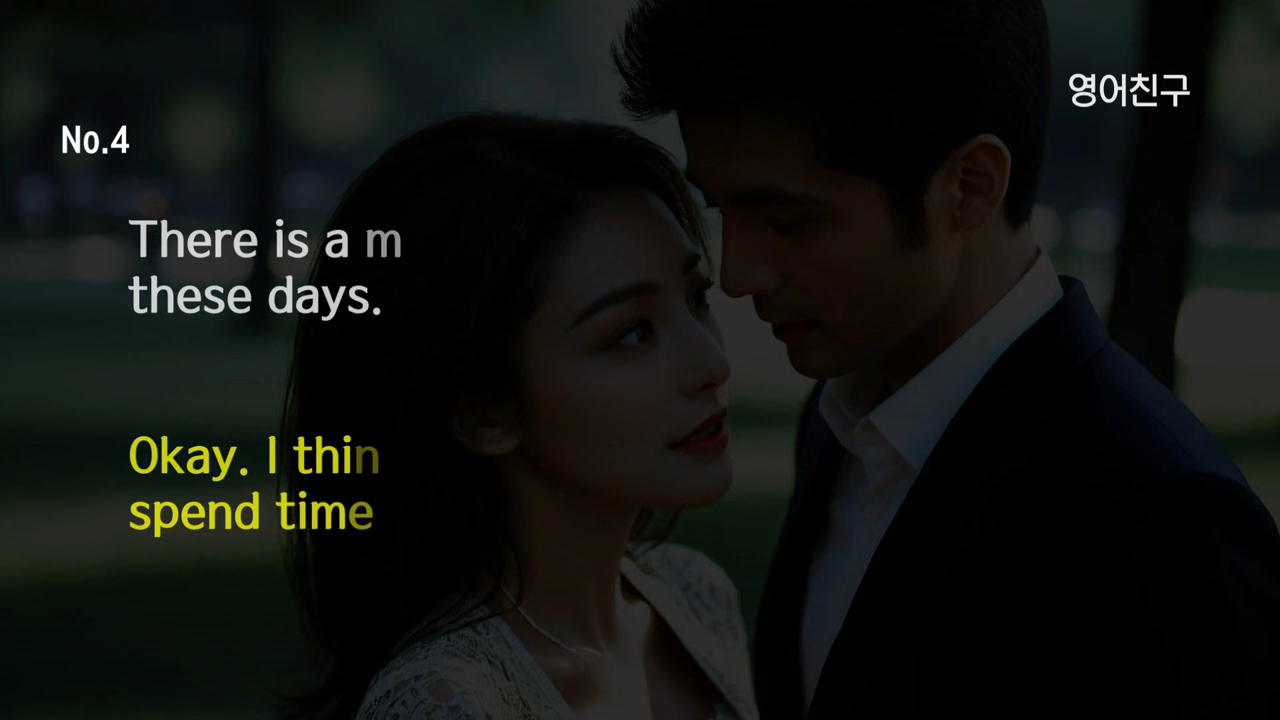 영어친구
No.4
There is a m
these days.
Okay. I thin
spend time